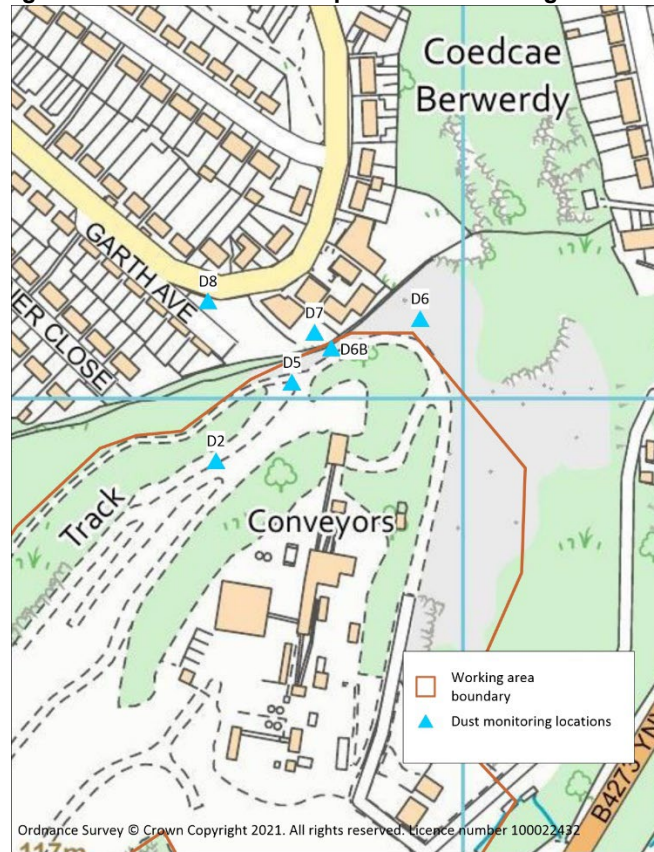 Coedcae
Berwerdy
GARTH AVE
D8
D7
D6
D6B
D5
D2
Track
Conveyors
Working area
boundary
Dust monitoring locations
Ordnance Survey © Crown Copyright 2021. All rights reserved. Licence number 100022432
117m